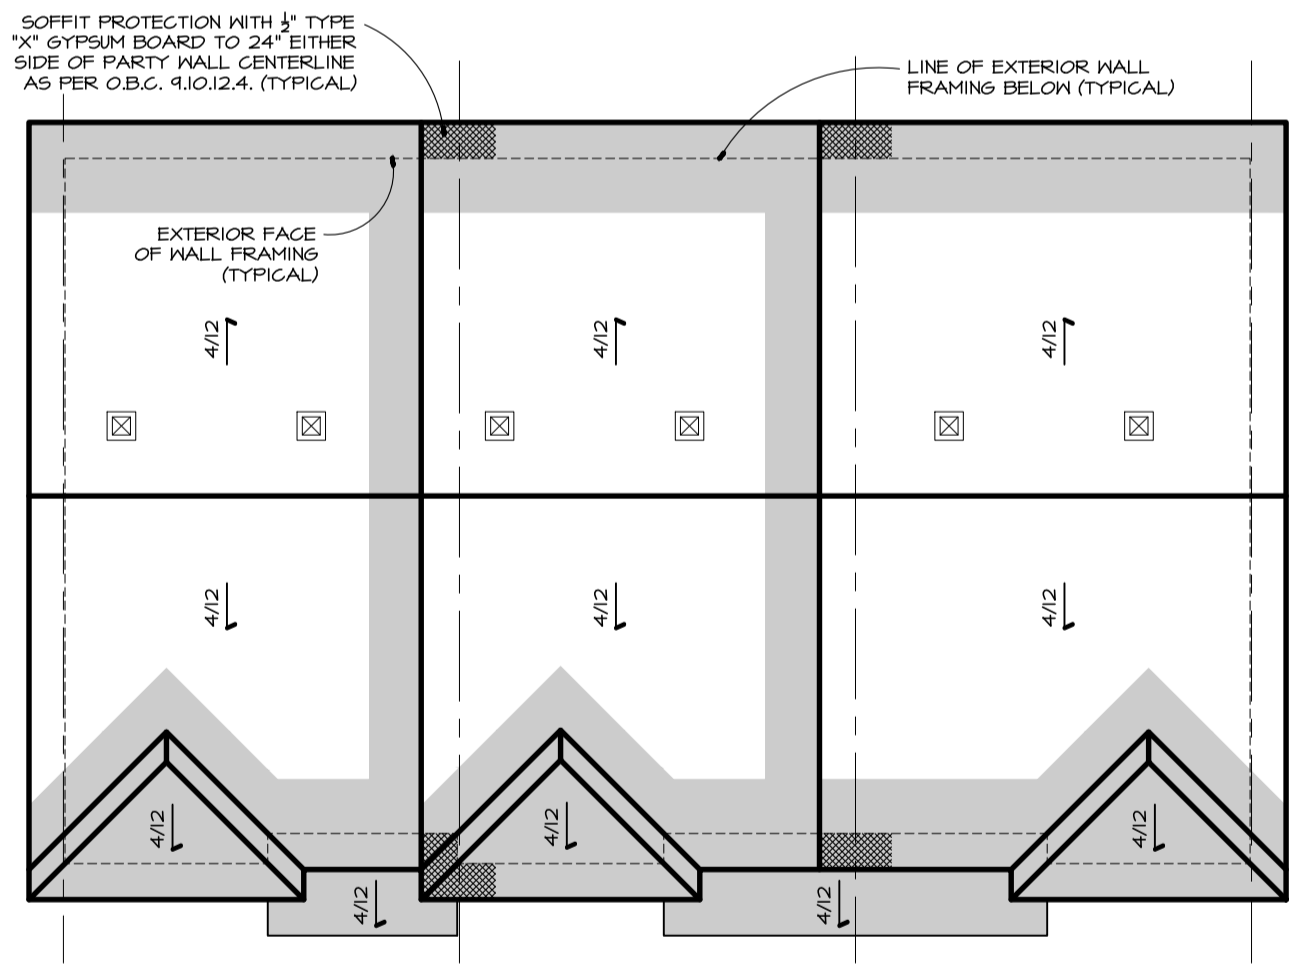 SOFFIT PROTECTION WITH ½" TYPE
"X" GYPSUM BOARD TO 24" EITHER
SIDE OF PARTY WALL CENTERLINE
AS PER O.B.C. 9.10.12.4. (TYPICAL)
LINE OF EXTERIOR WALL
FRAMING BELOW (TYPICAL)
EXTERIOR FACE
OF WALL FRAMING
(TYPICAL)
4/12
4/12
4/12
4/12
4/12
4/12
4/12
4/12
4/12
4/12
4/12